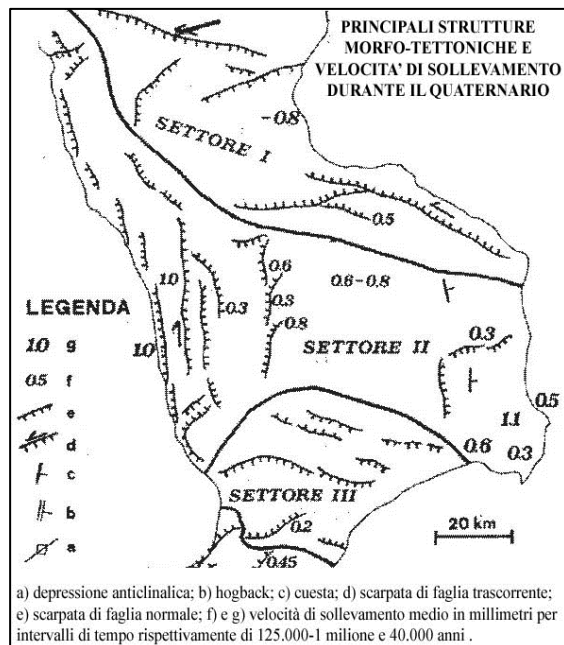 PRINCIPALI STRUTTURE
MORFO-TETTONICHE E
VELOCITA' DI SOLLEVAMENTO
DURANTE IL QUATERNARIO
-0.8
SETTORE I
0.5
0.6
0.6-0.8
1.0
0.3
0.3
0.8
LEGENDA
1.0 g
1.0
SETTORE II
0.3
0.5 f
0.5
1.1
e
0.6
0.3
d
c
SETTORE III
b
0.2
20 km
a
0.45
a) depressione anticlinalica; b) hogback; c) cuesta; d) scarpata di faglia trascorrente;
e) scarpata di faglia normale; f) e g) velocità di sollevamento medio in millimetri per
intervalli di tempo rispettivamente di 125.000-1 milione e 40.000 anni .